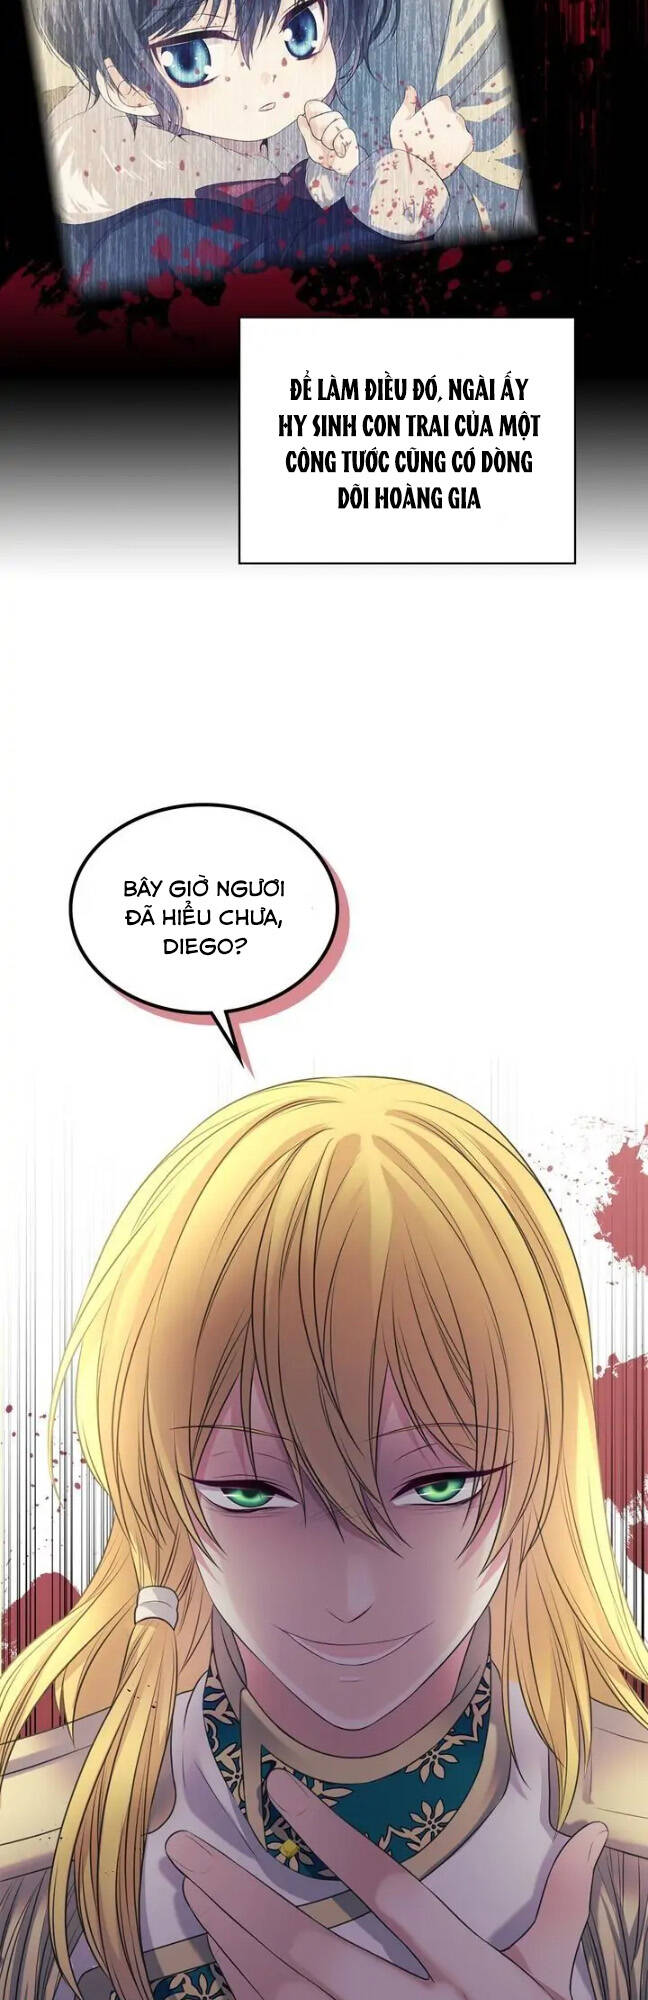 ĐỂ LÀM ĐIỀU ĐÓ, NGÀI ẤY
HY SINH CON TRAI CỦA MỘT
CÔNG TƯỚC CŨNG CÓ DÒNG
DÕI HOÀNG GIA
BÂY GIỜ NGƯƠI
ĐÃ HIỂU CHƯA,
DIEGO?